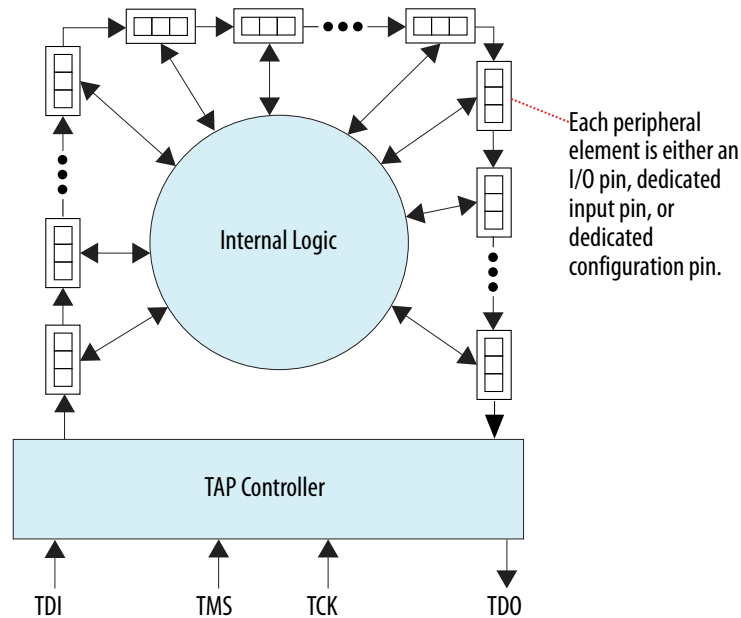 Each peripheral
element is either an
I/O pin, dedicated
input pin, or
dedicated
configuration pin.
Internal Logic
TAP Controller
TDI
TMS
TCK
TDO